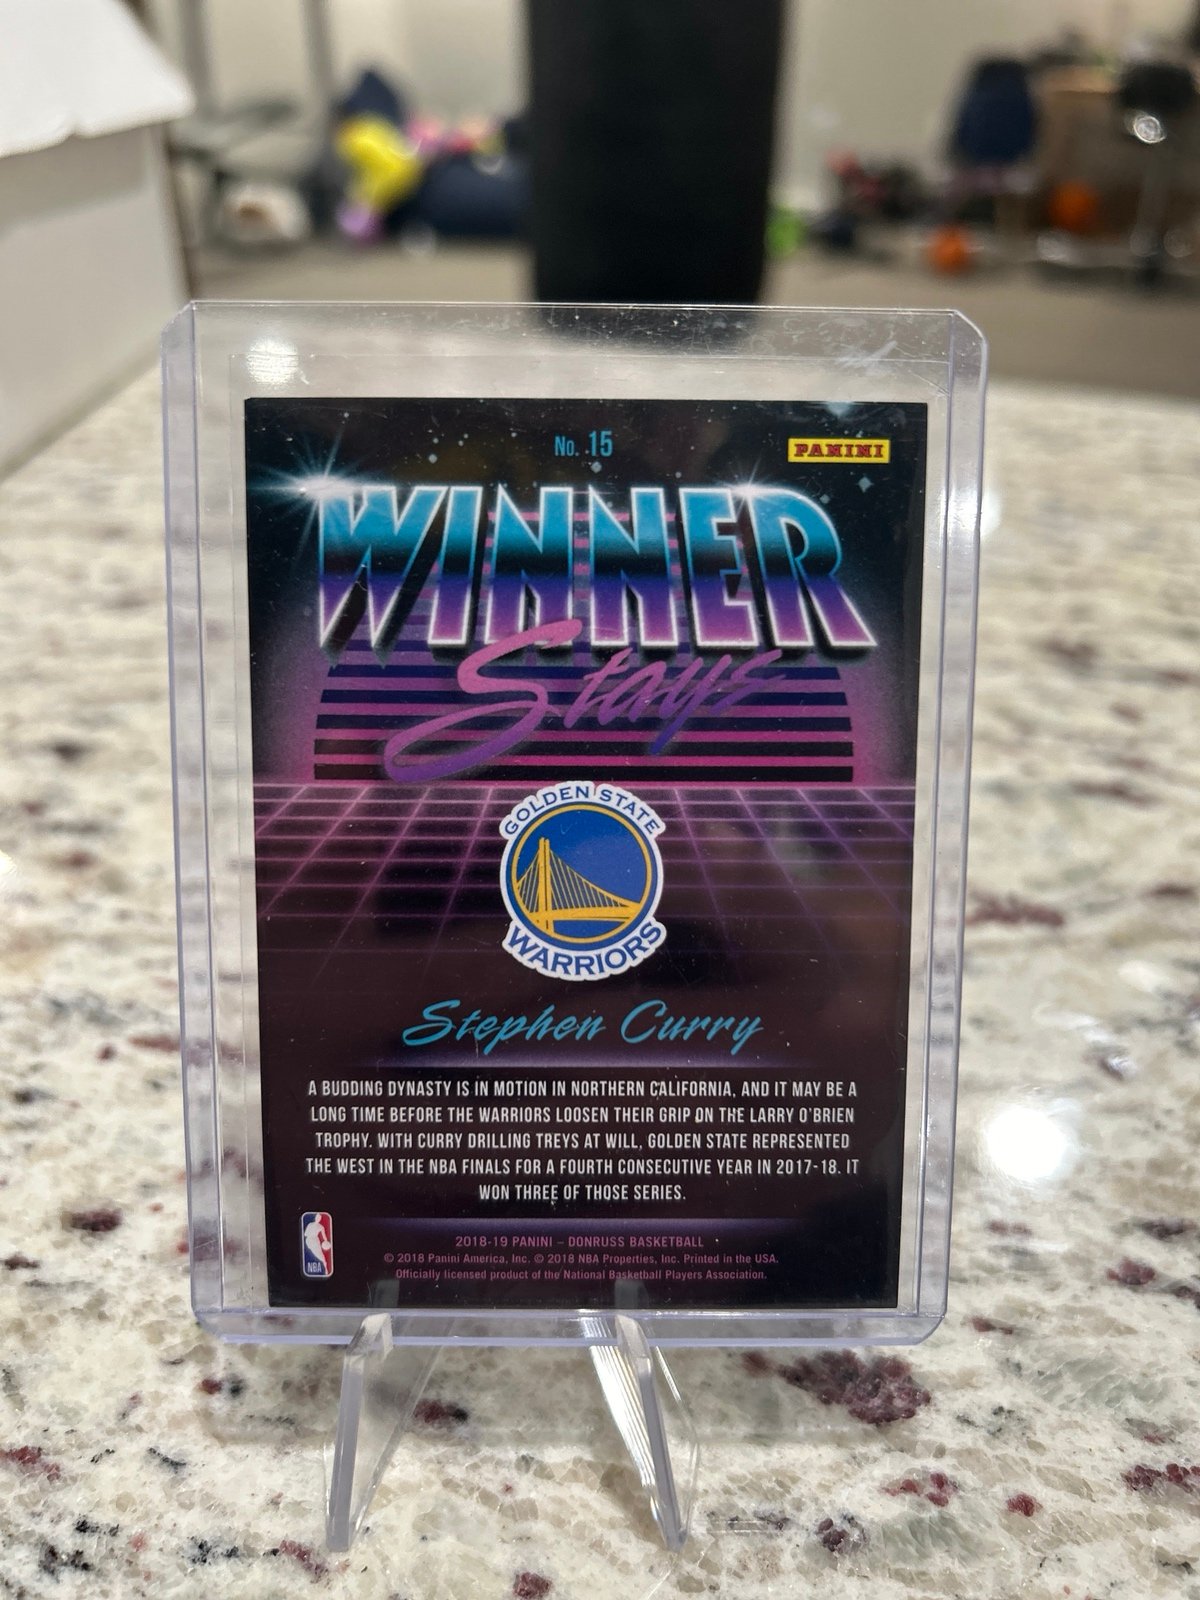 No. 15
PANINI
WINNER
Stays
GOLDEN STATE
WARRIORS
Stephen Curry
A BUDDING DYNASTY IS IN MOTION IN NORTHERN CALIFORNIA, AND IT MAY BE A
LONG TIME BEFORE THE WARRIORS LOOSEN THEIR GRIP ON THE LARRY O'BRIEN
TROPHY. WITH CURRY DRILLING TREYS AT WILL, GOLDEN STATE REPRESENTED
THE WEST IN THE NBA FINALS FOR A FOURTH CONSECUTIVE YEAR IN 2017-18. IT
WON THREE OF THOSE SERIES.
2018-19 PANINI – DONRUSS BASKETBALL
© 2018 Panini America, Inc. © 2018 NBA Properties, Inc. Printed in the USA.
Officially licensed product of the National Basketball Players Association.
NBA